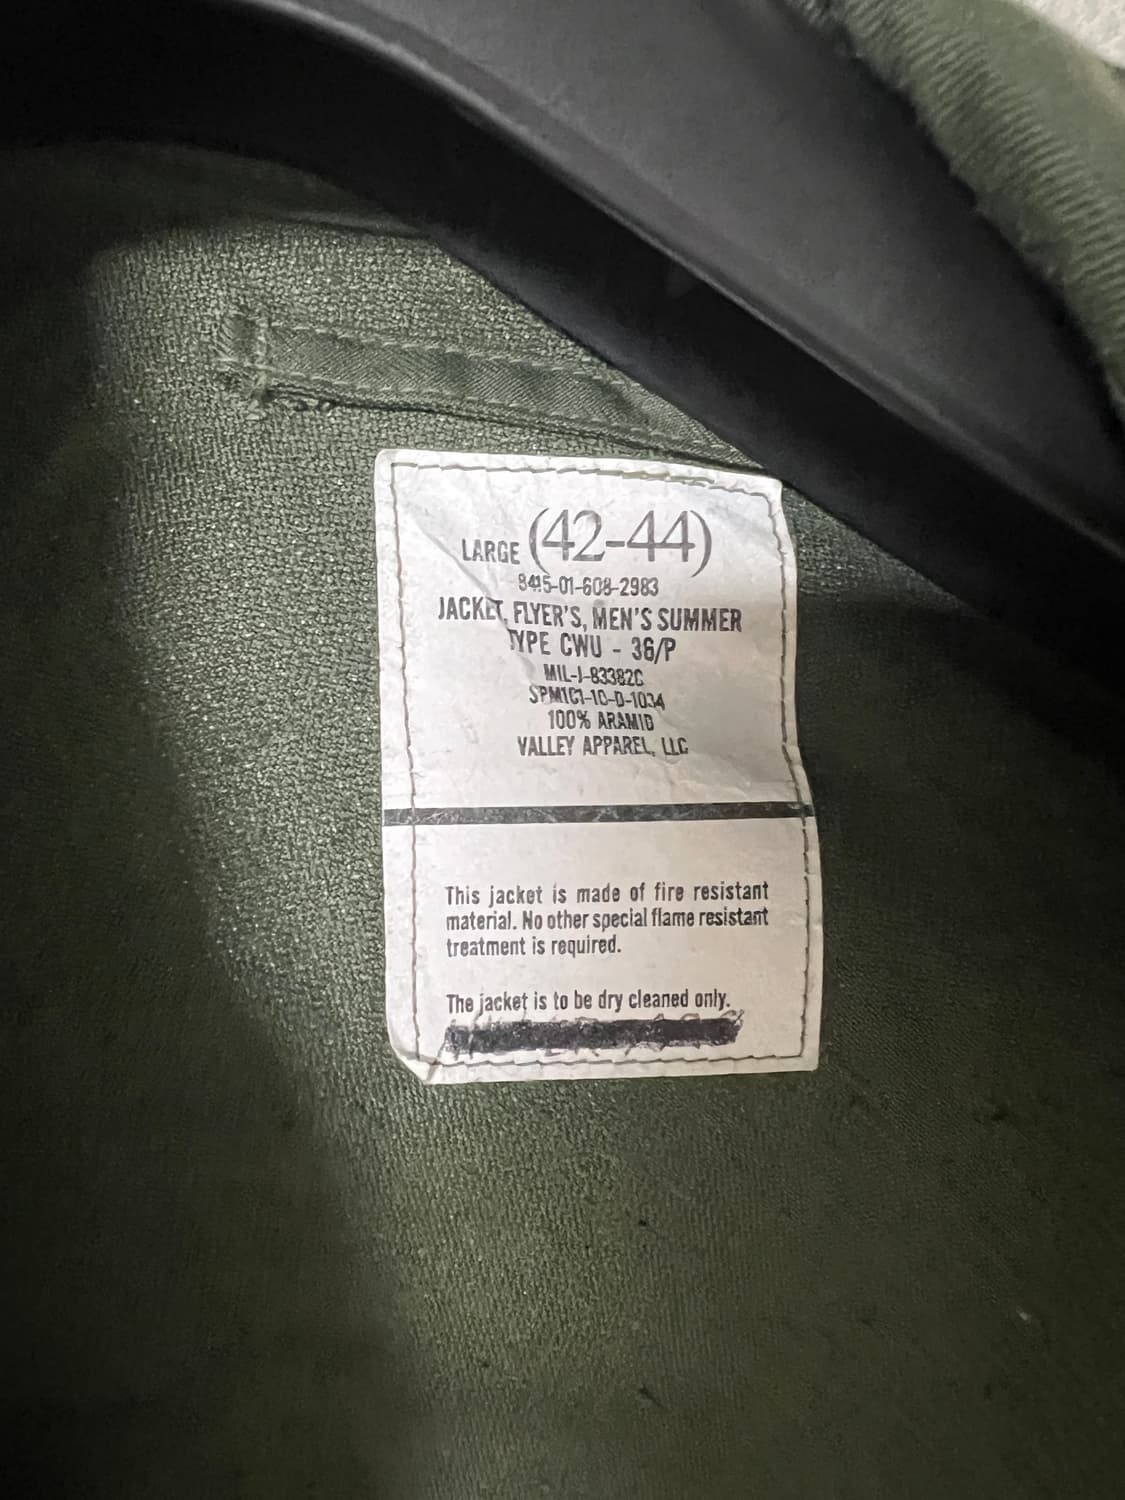 LARGE (42-44)
8415-01-608-2983
JACKET, FLYER'S, MEN'S SUMMER
TYPE CWU - 36/P
MIL-J-83382C
SPM1C1-10-D-1034
100% ARAMID
VALLEY APPAREL, LLC
This jacket is made of fire resistant
material. No other special flame resistant
treatment is required.
The jacket is to be dry cleaned only.